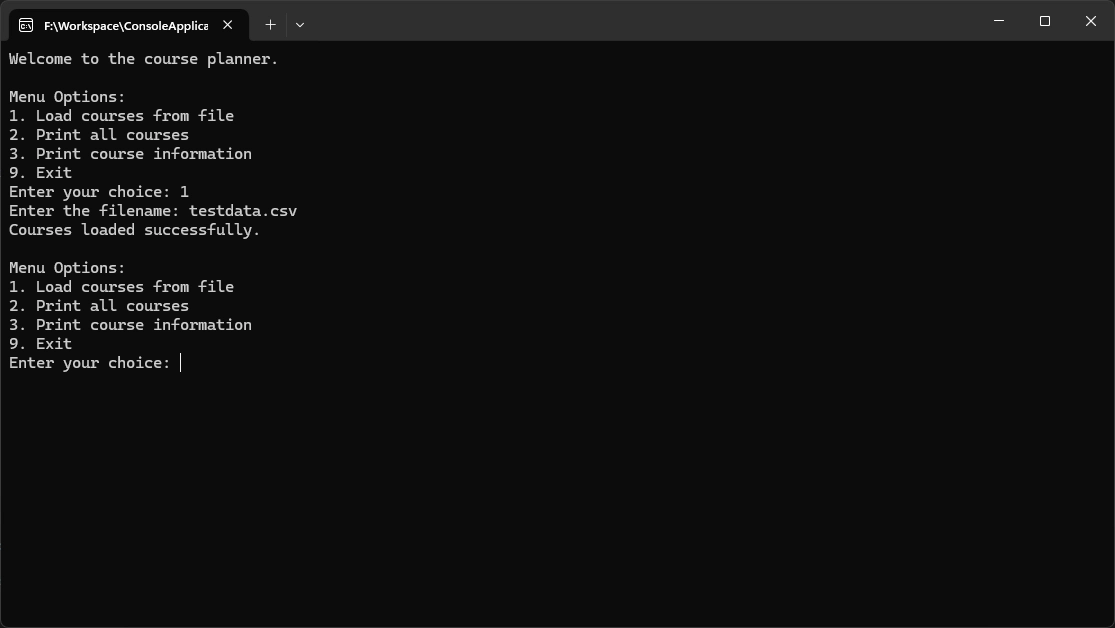 F:\Workspace\ConsoleApplica
Welcome to the course planner.
Menu Options:
1. Load courses from file
2. Print all courses
3. Print course information
9. Exit
Enter your choice: 1
Enter the filename: testdata.csv
Courses loaded successfully.
Menu Options:
1. Load courses from file
2. Print all courses
3. Print course information
9. Exit
Enter your choice: